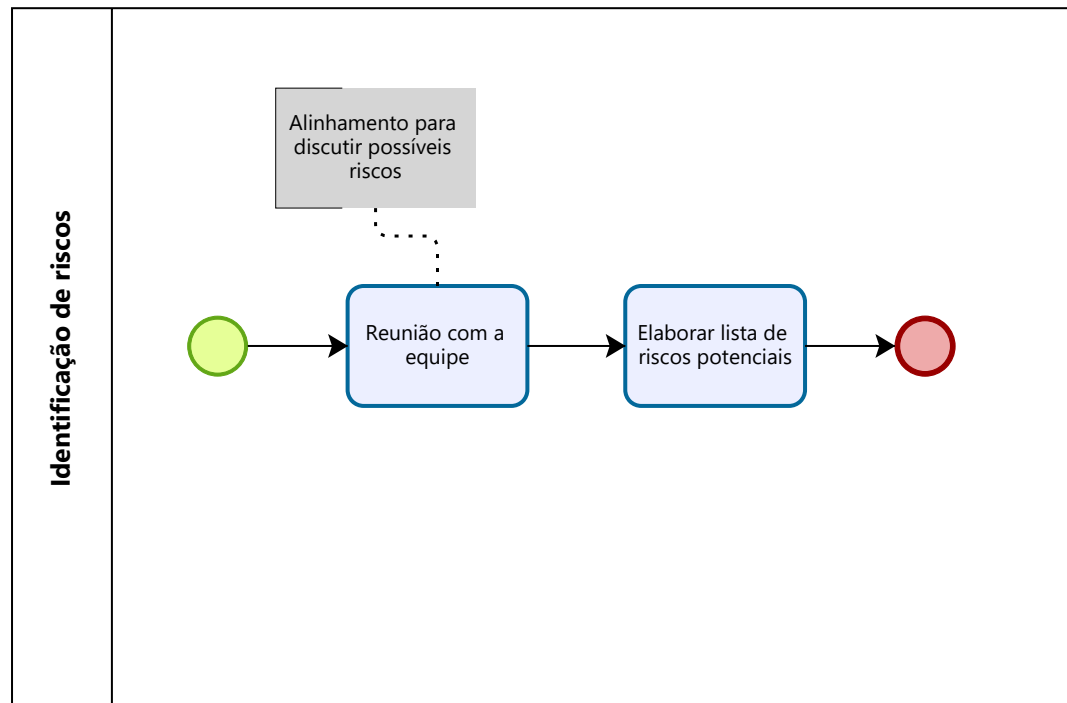 Identificação de riscos
Alinhamento para
discutir possíveis
riscos
Reunião com a
equipe
Elaborar lista de
riscos potenciais